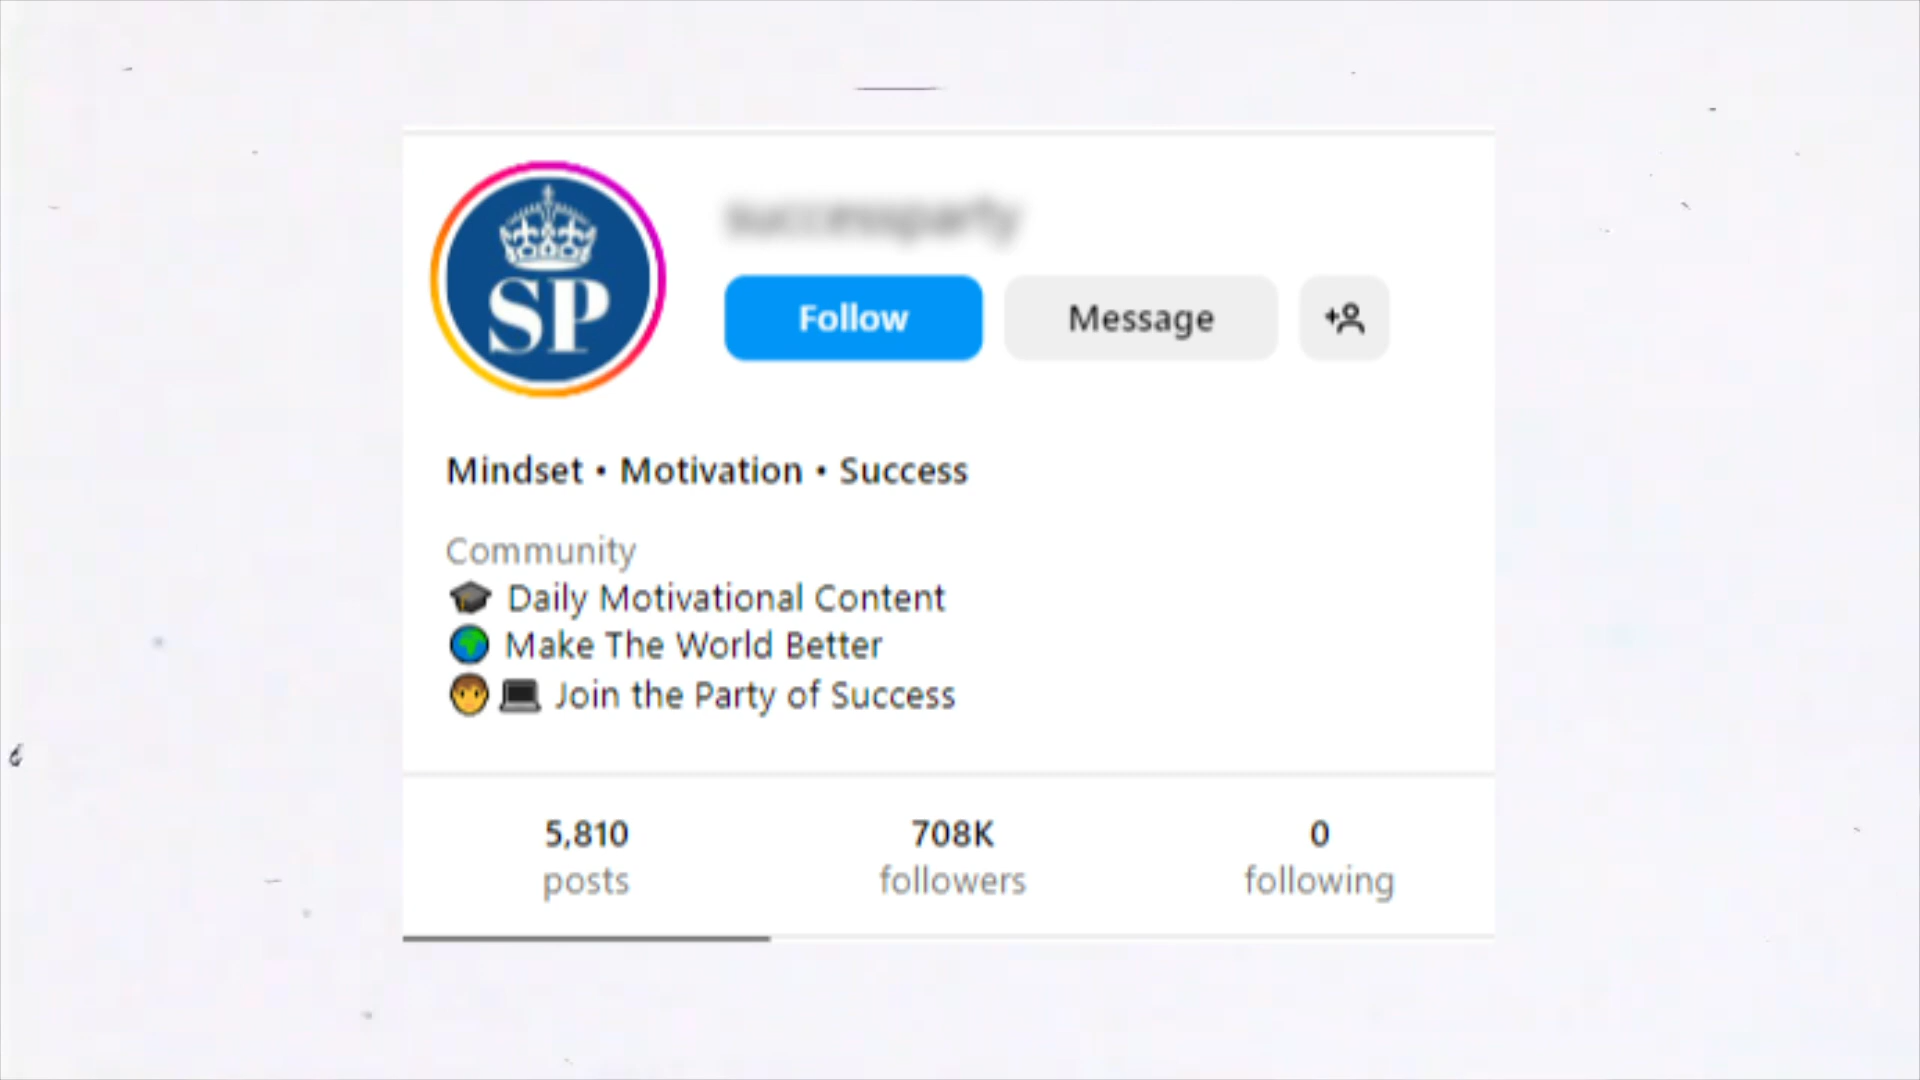 SP
successparty
Follow
Message
Mindset • Motivation • Success
Community
🎓 Daily Motivational Content
🌍 Make The World Better
🧑 💻 Join the Party of Success
5,810
708K
0
posts
followers
following